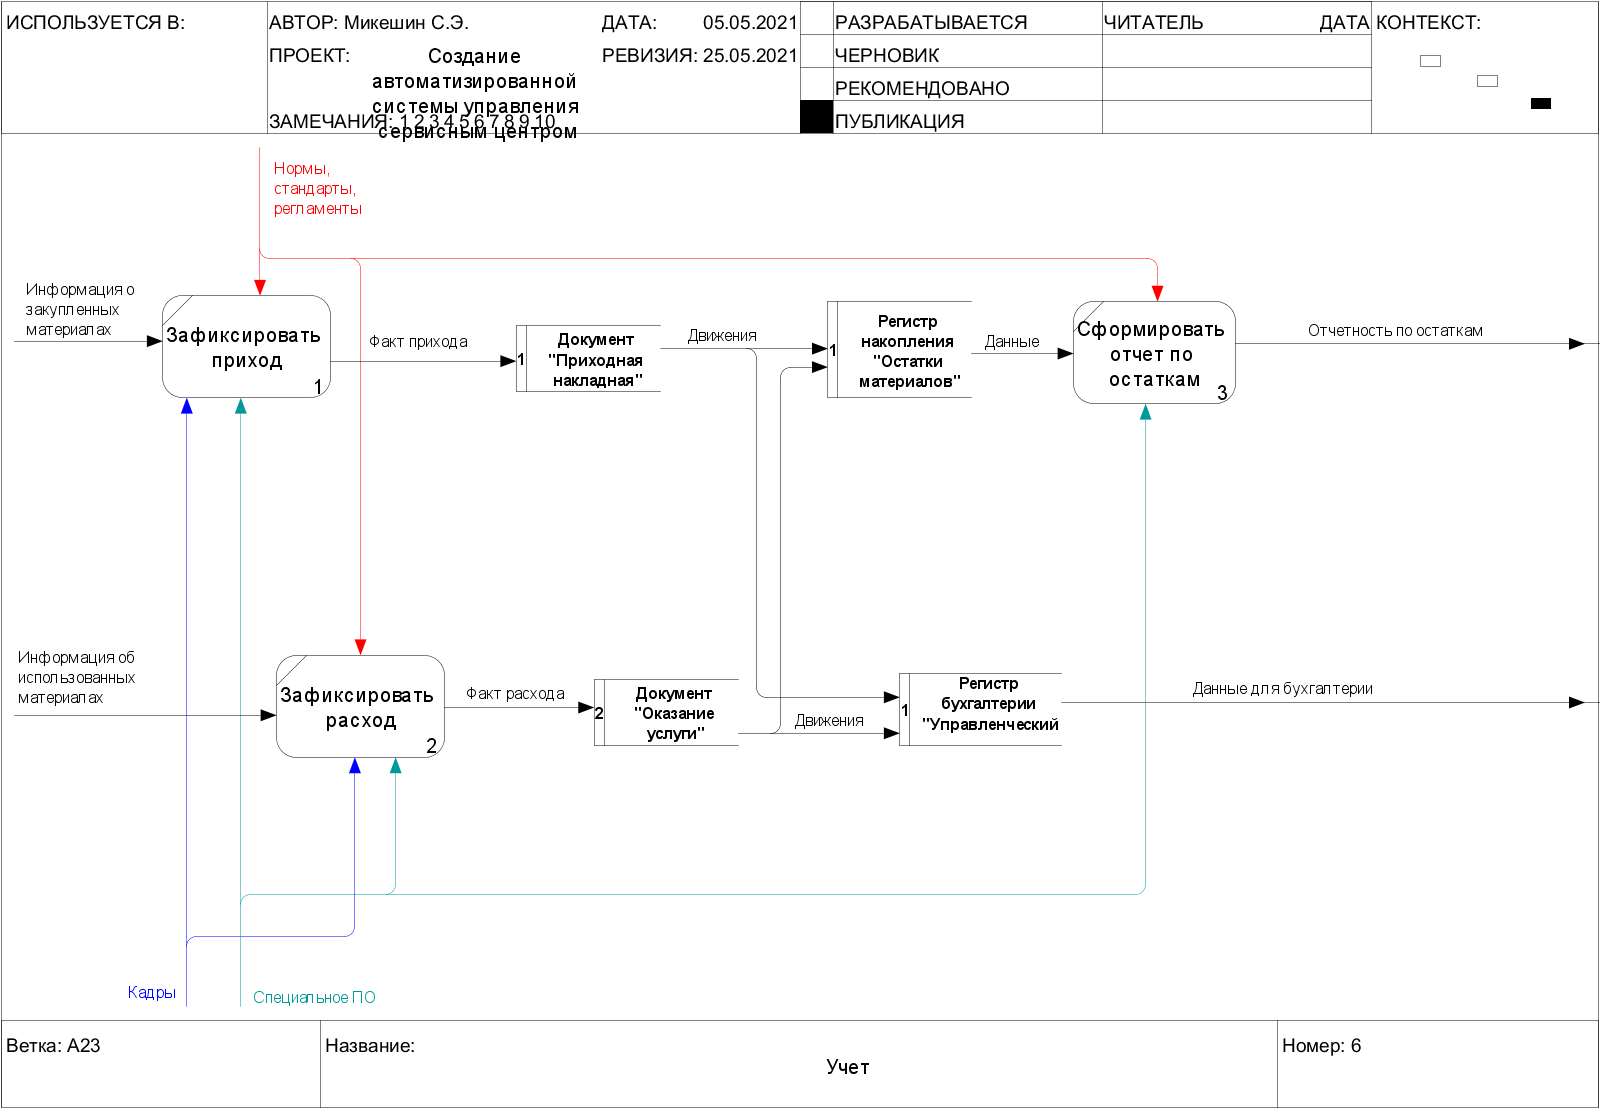 ИСПОЛЬЗУЕТСЯ В:
АВТОР: Микешин С.Э.
ДАТА: 05.05.2021
ПРОЕКТ: Создание
автоматизированной
системы управления
сервисным центром
РЕВИЗИЯ: 25.05.2021
ЗАМЕЧАНИЯ: 1 2 3 4 5 6 7 8 9 10
РАЗРАБАТЫВАЕТСЯ
ЧЕРНОВИК
РЕКОМЕНДОВАНО
ПУБЛИКАЦИЯ
ЧИТАТЕЛЬ
ДАТА
КОНТЕКСТ:
Нормы,
стандарты,
регламенты
Информация о
закупленных
материалах
Зафиксировать
приход
1
Факт прихода
1
Документ
"Приходная
накладная"
Движения
1
Регистр
накопления
"Остатки
материалов"
Данные
Сформировать
отчет по
остаткам
3
Отчетность по остаткам
Информация об
использованных
материалах
Зафиксировать
расход
2
Факт расхода
2
Документ
"Оказание
услуги"
Движения
1
Регистр
бухгалтерии
"Управленческий
Данные для бухгалтерии
Кадры
Специальное ПО
Ветка: A23
Название:
Учет
Номер: 6